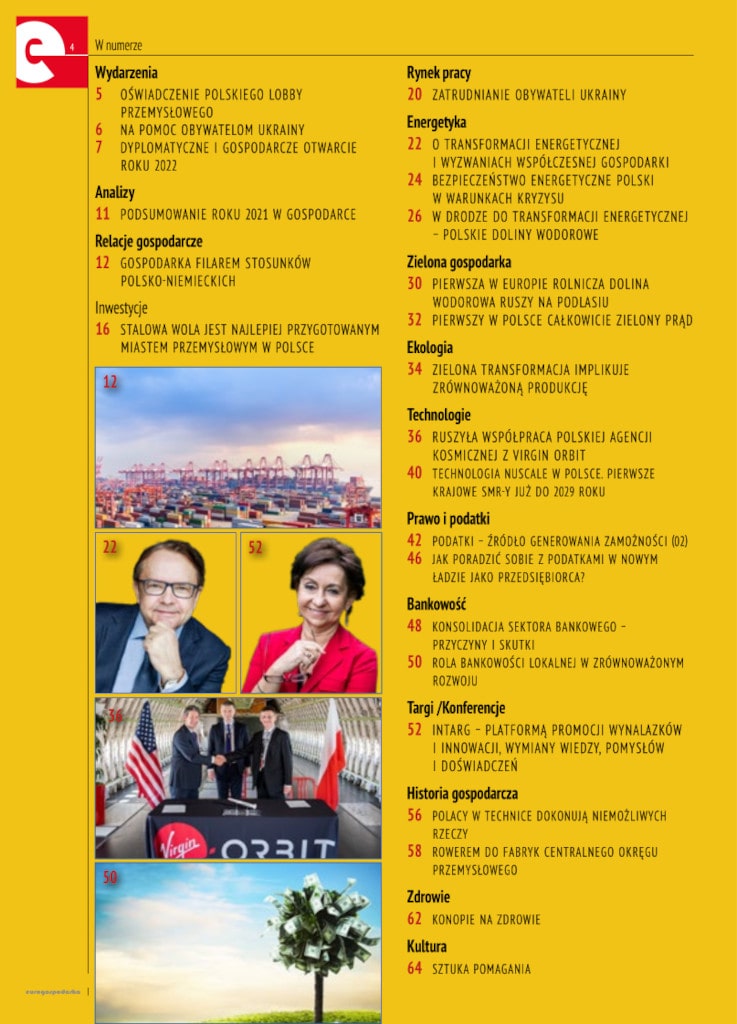 e
4
W numerze
Wydarzenia
5 OŚWIADCZENIE POLSKIEGO LOBBY
PRZEMYSŁOWEGO
6 NA POMOC OBYWATELOM UKRAINY
7 DYPLOMATYCZNE I GOSPODARCZE OTWARCIE
ROKU 2022
Analizy
11 PODSUMOWANIE ROKU 2021 W GOSPODARCE
Relacje gospodarcze
12 GOSPODARKA FILAREM STOSUNKÓW
POLSKO-NIEMIECKICH
Inwestycje
16 STALOWA WOLA JEST NAJLEPIEJ PRZYGOTOWANYM
MIASTEM PRZEMYSŁOWYM W POLSCE
12
22
52
36
Virgin ORBIT
50
Rynek pracy
20 ZATRUDNIANIE OBYWATELI UKRAINY
Energetyka
22 O TRANSFORMACJI ENERGETYCZNEJ
I WYZWANIACH WSPÓŁCZESNEJ GOSPODARKI
24 BEZPIECZEŃSTWO ENERGETYCZNE POLSKI
W WARUNKACH KRYZYSU
26 W DRODZE DO TRANSFORMACJI ENERGETYCZNEJ
– POLSKIE DOLINY WODOROWE
Zielona gospodarka
30 PIERWSZA W EUROPIE ROLNICZA DOLINA
WODOROWA RUSZY NA PODLASIU
32 PIERWSZY W POLSCE CAŁKOWICIE ZIELONY PRĄD
Ekologia
34 ZIELONA TRANSFORMACJA IMPLIKUJE
ZRÓWNOWAŻONĄ PRODUKCJĘ
Technologie
36 RUSZYŁA WSPÓŁPRACA POLSKIEJ AGENCJI
KOSMICZNEJ Z VIRGIN ORBIT
40 TECHNOLOGIA NUSCALE W POLSCE. PIERWSZE
KRAJOWE SMR-Y JUŻ DO 2029 ROKU
Prawo i podatki
42 PODATKI – ŹRÓDŁO GENEROWANIA ZAMOŻNOŚCI (02)
46 JAK PORADZIĆ SOBIE Z PODATKAMI W NOWYM
ŁADZIE JAKO PRZEDSIĘBIORCA?
Bankowość
48 KONSOLIDACJA SEKTORA BANKOWEGO –
PRZYCZYNY I SKUTKI
50 ROLA BANKOWOŚCI LOKALNEJ W ZRÓWNOWAŻONYM
ROZWOJU
Targi /Konferencje
52 INTARG – PLATFORMĄ PROMOCJI WYNALAZKÓW
I INNOWACJI, WYMIANY WIEDZY, POMYSŁÓW
I DOŚWIADCZEŃ
Historia gospodarcza
56 POLACY W TECHNICE DOKONUJĄ NIEMOŻLIWYCH
RZECZY
58 ROWEREM DO FABRYK CENTRALNEGO OKRĘGU
PRZEMYSŁOWEGO
Zdrowie
62 KONOPIE NA ZDROWIE
Kultura
64 SZTUKA POMAGANIA